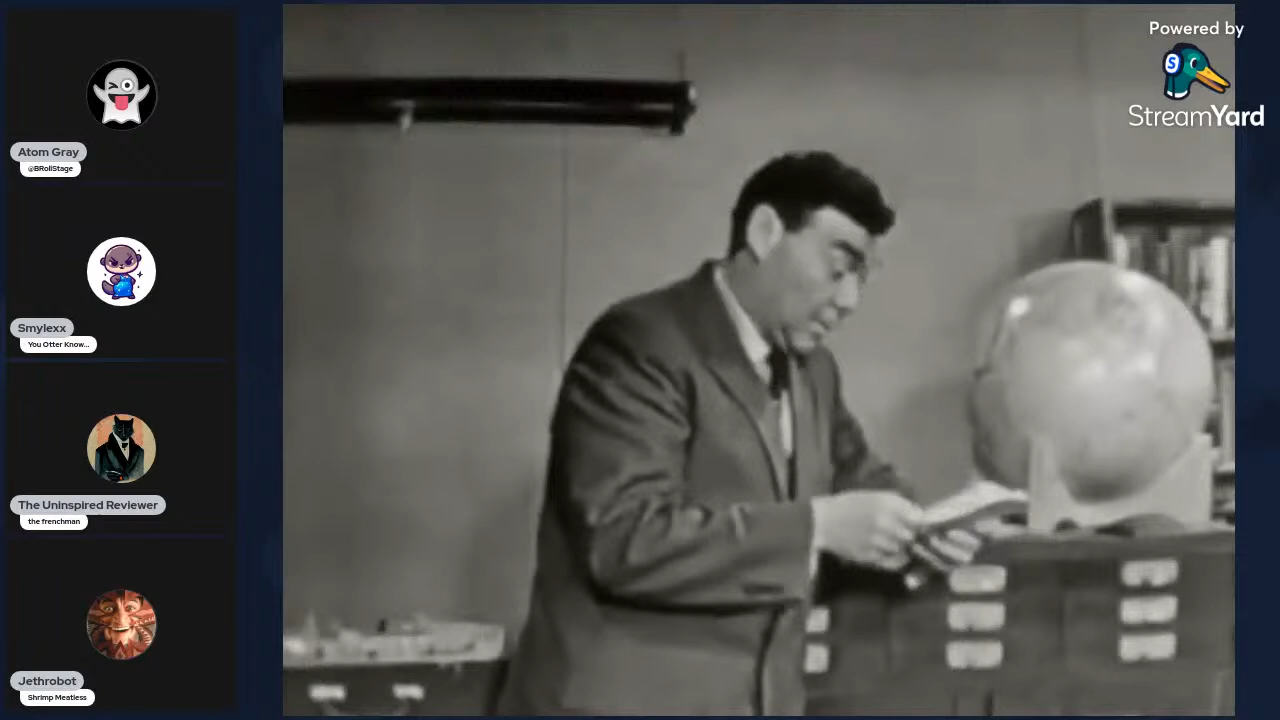 Powered by
StreamYard
Atom Gray
@BRollStage
Smylexx
You Otter Know...
The Uninspired Reviewer
the frenchman
Jethrobot
Shrimp Meatless